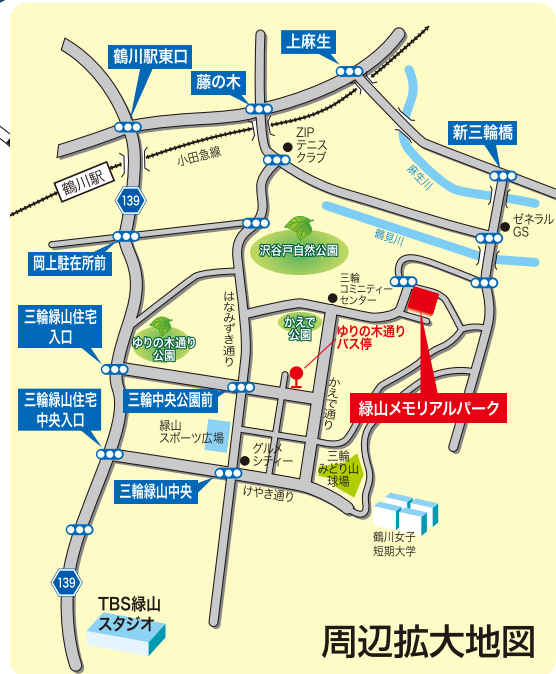 上麻生
鶴川駅東口
藤の木
新三輪橋
ZIP
テニス
クラブ
小田急線
鶴川駅
麻生川
139
ゼネラル
GS
沢谷戸自然公園
鶴見川
岡上駐在所前
三輪
コミニティー
センター
はなみずき通り
三輪緑山住宅
入口
かえで
公園
ゆりの木通り
バス停
ゆりの木通り
公園
かえで通り
三輪緑山住宅
中央入口
三輪中央公園前
緑山メモリアルパーク
緑山
スポーツ広場
グルメ
シティー
三輪
みどり山
球場
三輪緑山中央
けやき通り
鶴川女子
短期大学
139
TBS緑山
スタジオ
周辺拡大地図